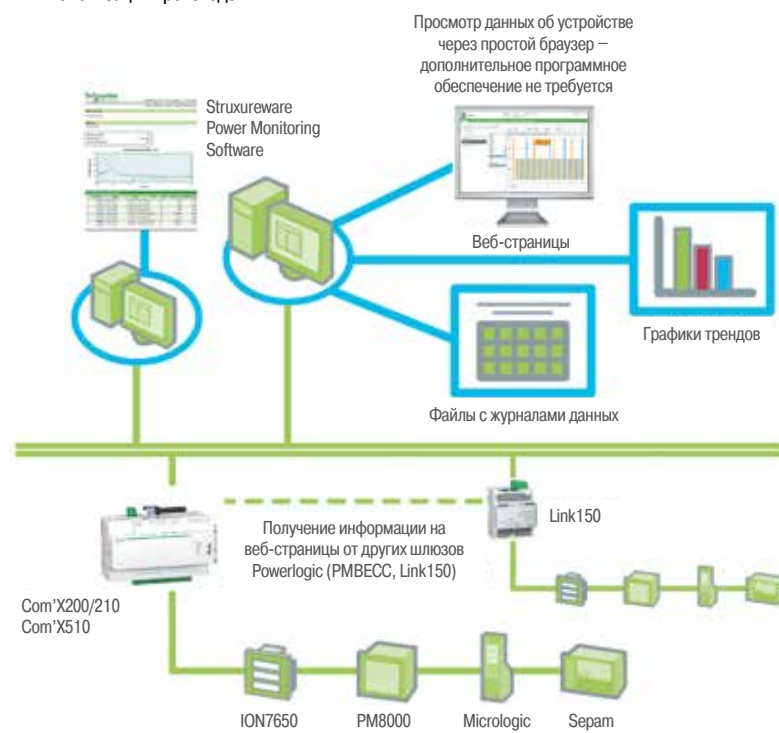 Просмотр данных об устройстве
через простой браузер –
дополнительное программное
обеспечение не требуется
Struxureware
Power Monitoring
Software
Веб-страницы
Графики трендов
Файлы с журналами данных
Link150
Получение информации на
веб-страницы от других шлюзов
Powerlogic (PMBECC, Link150)
Com'X200/210
Com'X510
ION7650
PM8000
Micrologic
Sepam